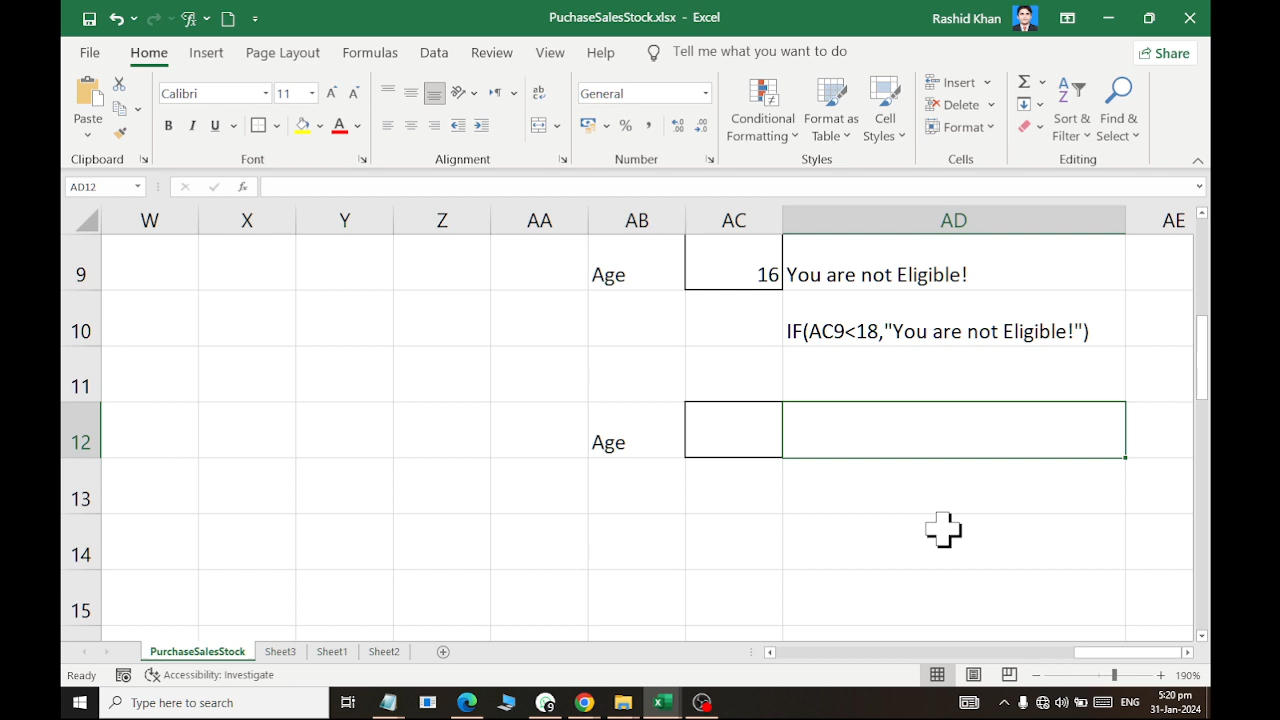 PuchaseSalesStock.xlsx - Excel
Rashid Khan
File Home Insert Page Layout Formulas Data Review View Help Tell me what you want to do Share
Paste
Clipboard
Calibri 11
B I U A
Font
ab
Alignment
General
% ,
Number
Conditional Formatting
Format as Table
Cell Styles
Styles
Insert
Delete
Format
Cells
Sort & Filter
Find & Select
Editing
AD12 fx
W X Y Z AA AB AC AD AE
9 Age 16 You are not Eligible!
10 IF(AC9<18,"You are not Eligible!")
11
12 Age
13
14
15
PurchaseSalesStock Sheet3 Sheet1 Sheet2
Ready Accessibility: Investigate 190%
Type here to search
ENG
5:20 pm
31-Jan-2024